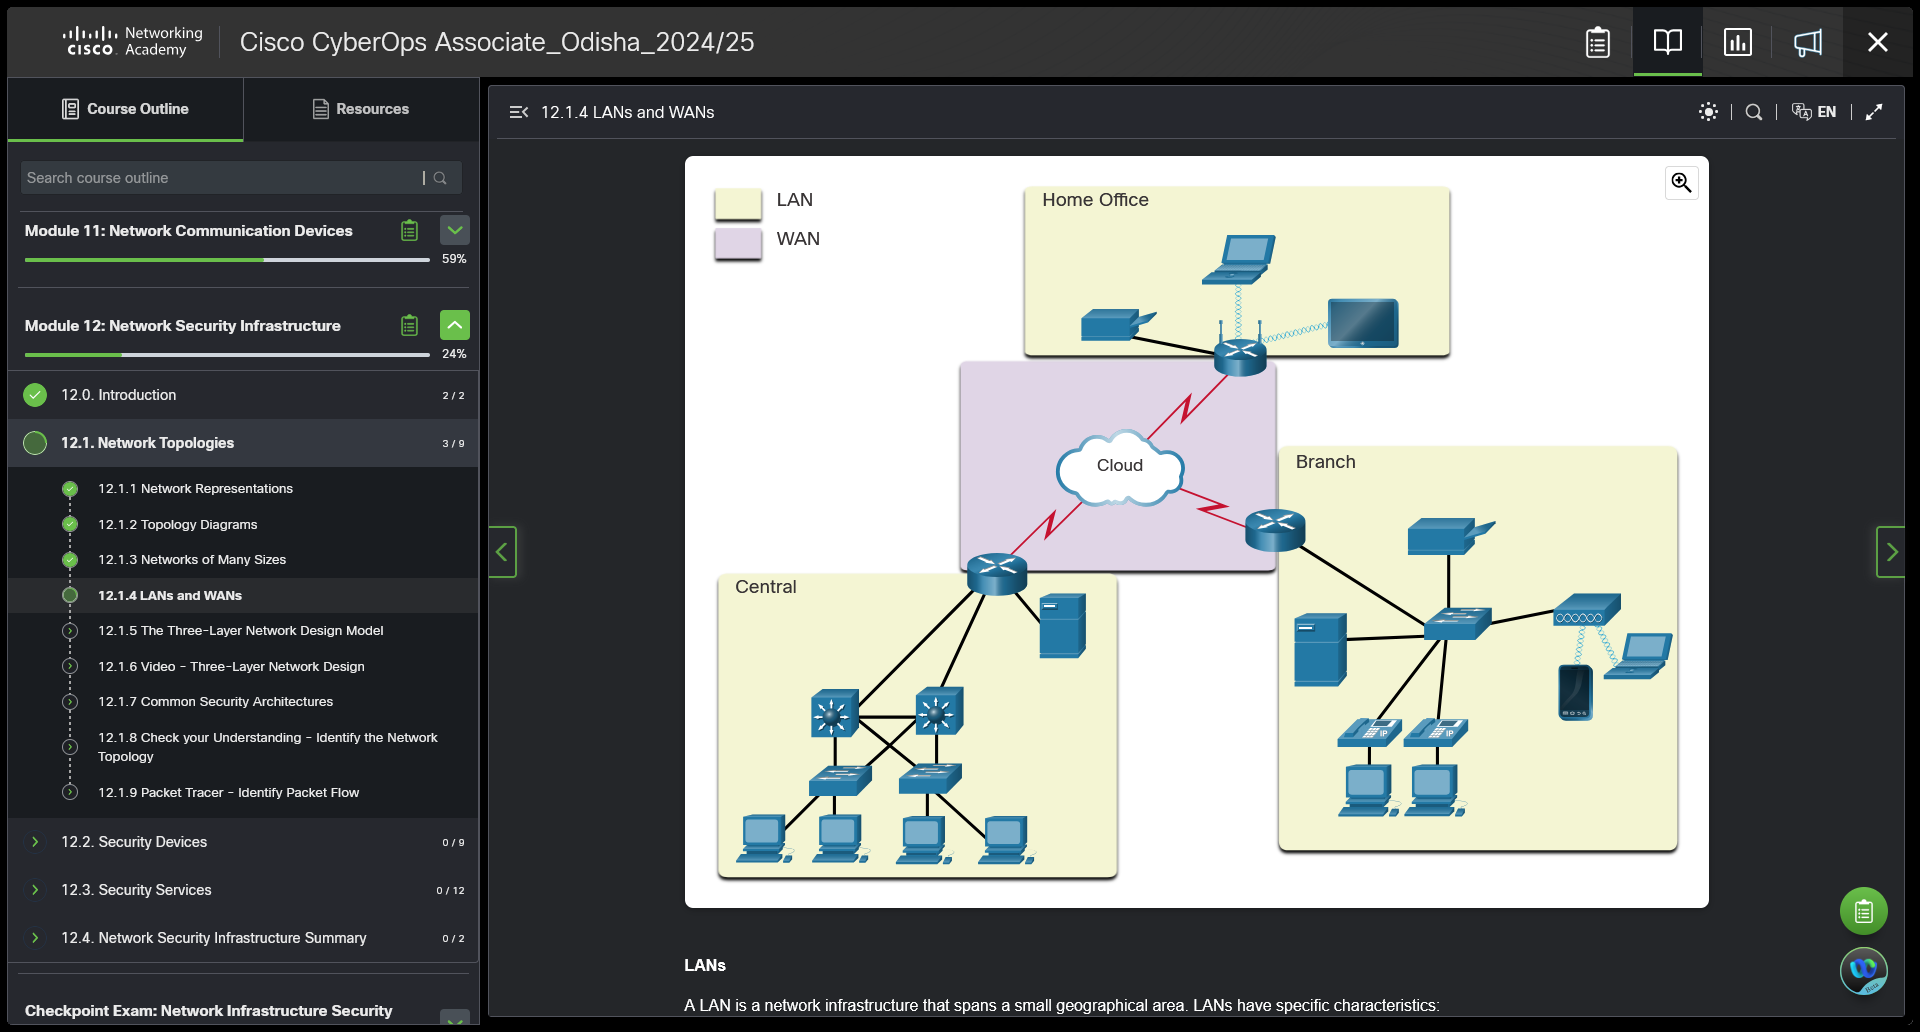 CISCO Networking Academy
Cisco CyberOps Associate_Odisha_2024/25
Course Outline
Resources
Search course outline
Module 11: Network Communication Devices
59%
Module 12: Network Security Infrastructure
24%
12.0. Introduction 2 / 2
12.1. Network Topologies 3 / 9
12.1.1 Network Representations
12.1.2 Topology Diagrams
12.1.3 Networks of Many Sizes
12.1.4 LANs and WANs
12.1.5 The Three-Layer Network Design Model
12.1.6 Video - Three-Layer Network Design
12.1.7 Common Security Architectures
12.1.8 Check your Understanding - Identify the Network
Topology
12.1.9 Packet Tracer - Identify Packet Flow
12.2. Security Devices 0 / 9
12.3. Security Services 0 / 12
12.4. Network Security Infrastructure Summary 0 / 2
Checkpoint Exam: Network Infrastructure Security
12.1.4 LANs and WANs
EN
LAN
WAN
Home Office
Cloud
Branch
Central
IP
IP
LANs
A LAN is a network infrastructure that spans a small geographical area. LANs have specific characteristics:
Beta